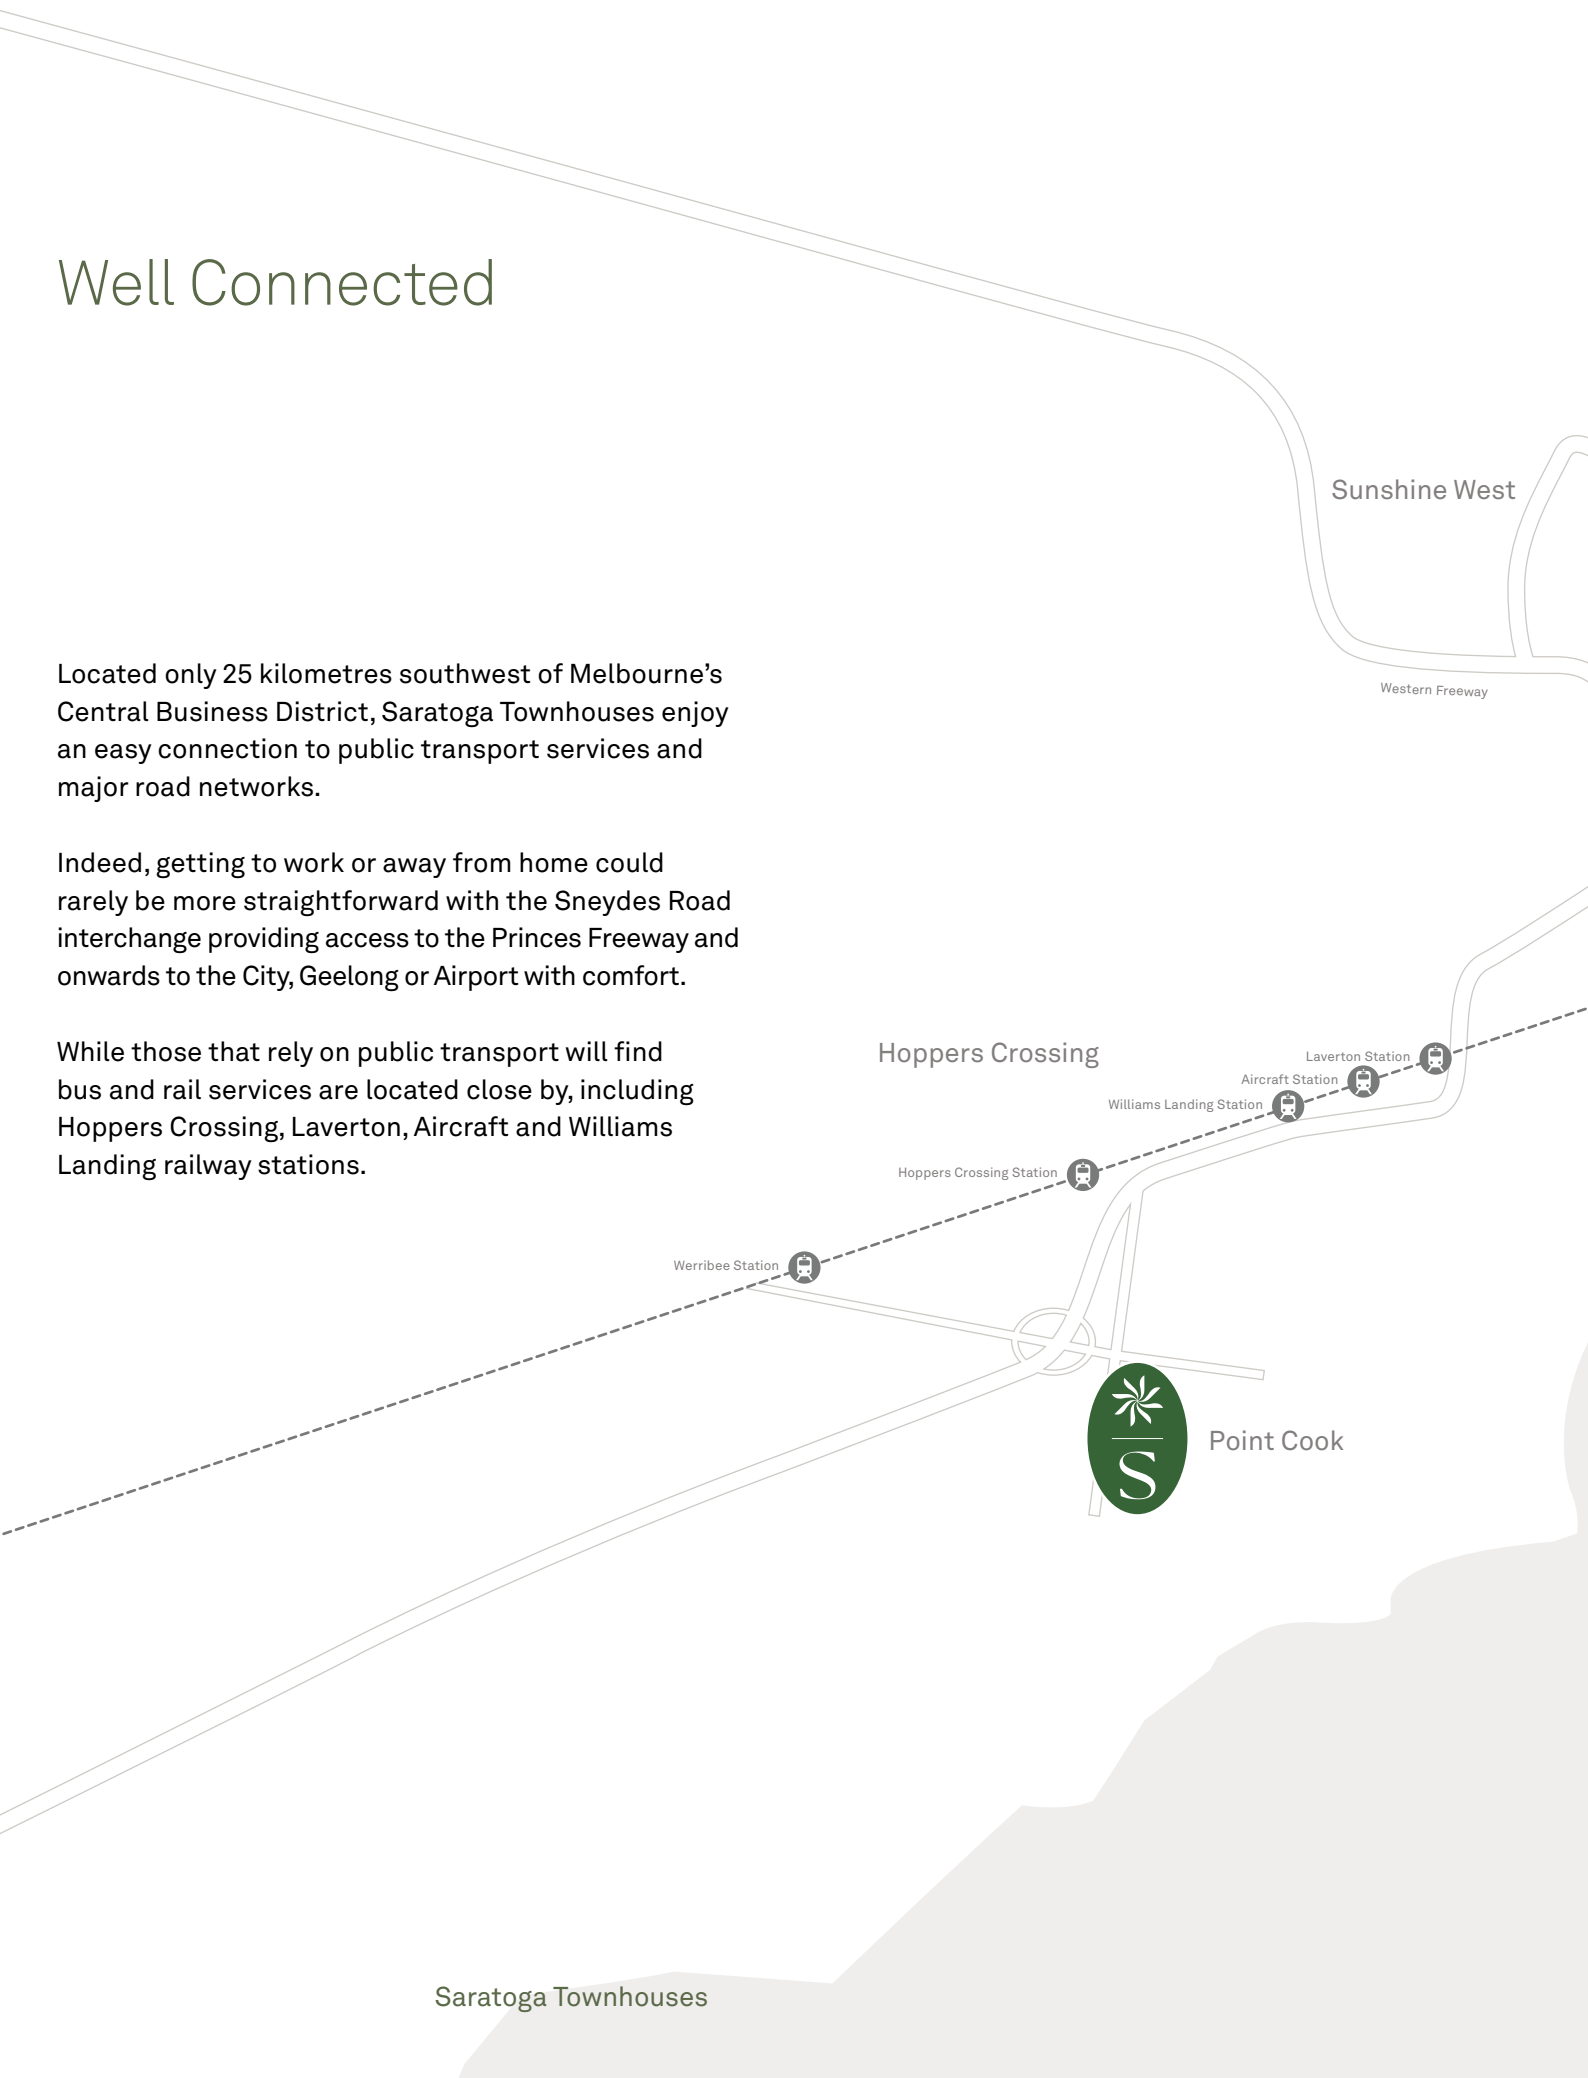 Well Connected
Sunshine West
Western Freeway
Located only 25 kilometres southwest of Melbourne’s
Central Business District, Saratoga Townhouses enjoy
an easy connection to public transport services and
major road networks.
Indeed, getting to work or away from home could
rarely be more straightforward with the Sneydes Road
interchange providing access to the Princes Freeway and
onwards to the City, Geelong or Airport with comfort.
While those that rely on public transport will find
bus and rail services are located close by, including
Hoppers Crossing, Laverton, Aircraft and Williams
Landing railway stations.
Hoppers Crossing
Laverton Station
Aircraft Station
Williams Landing Station
Hoppers Crossing Station
Werribee Station
Point Cook
S
Saratoga Townhouses